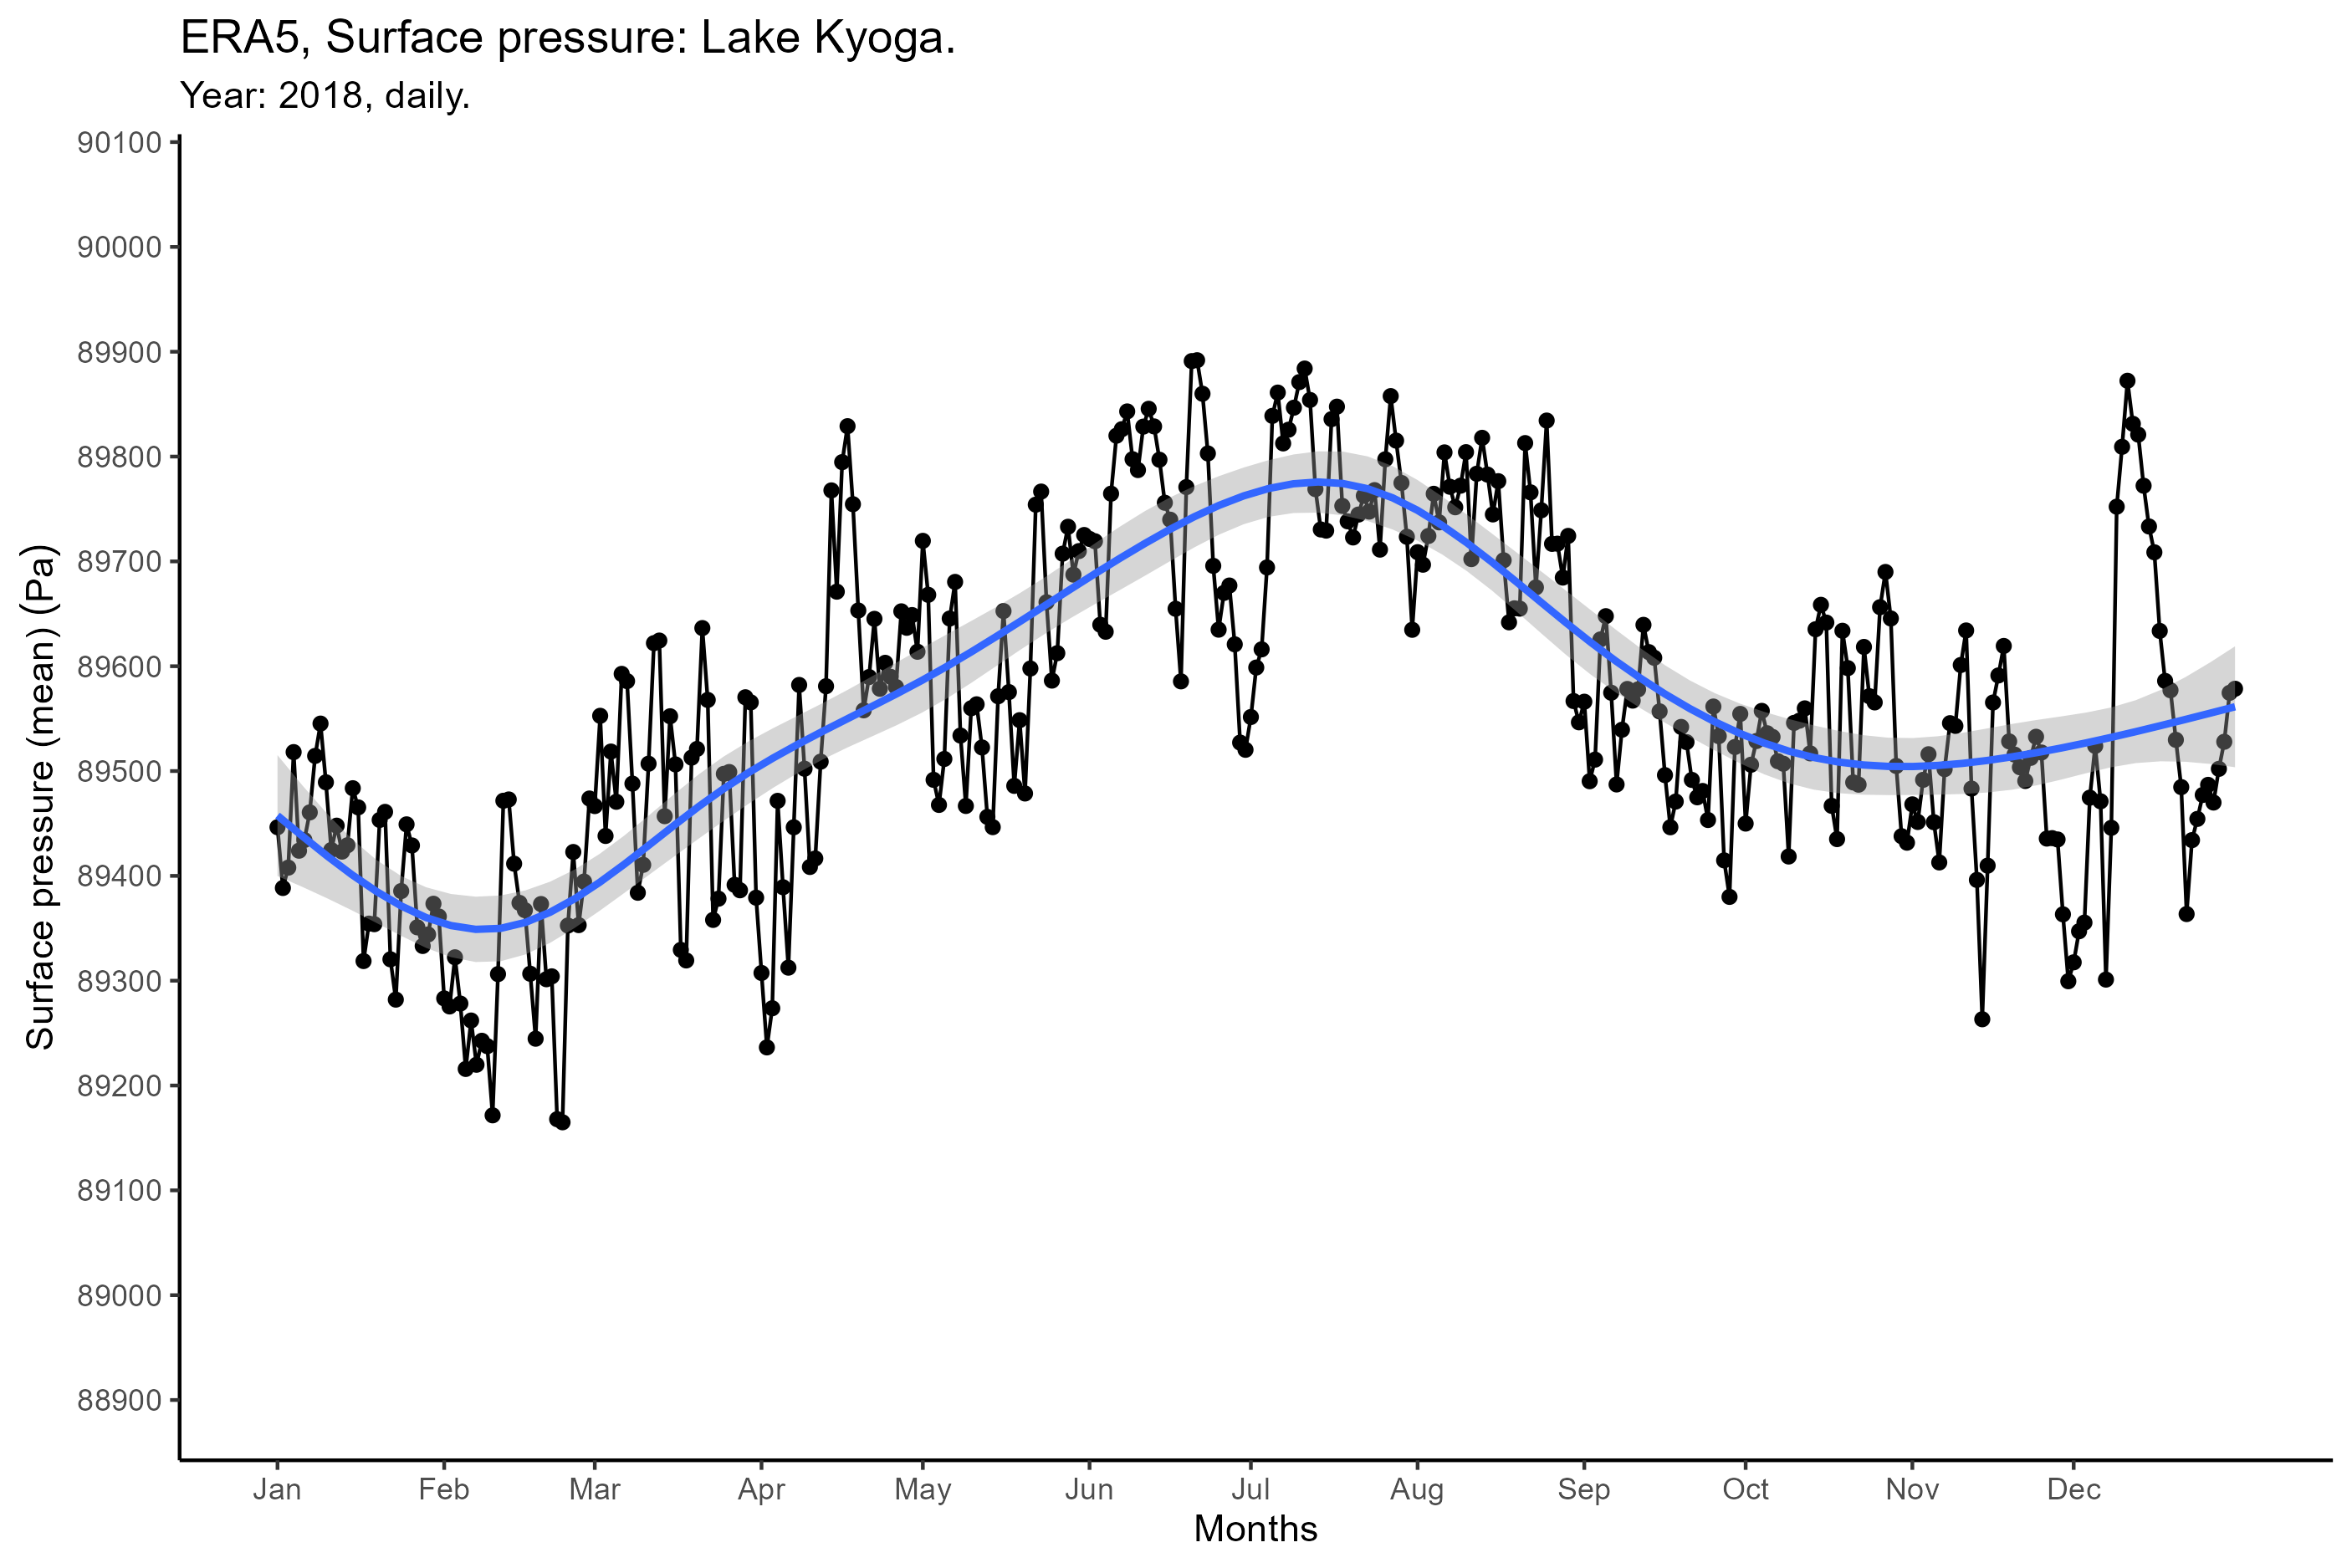 ERA5, Surface pressure: Lake Kyoga.
Year: 2018, daily.
90100
90000
89900
89800
89700
89600
89500
89400
89300
89200
89100
89000
88900
Surface pressure (mean) (Pa)
Jan Feb Mar Apr May Jun Jul Aug Sep Oct Nov Dec
Months